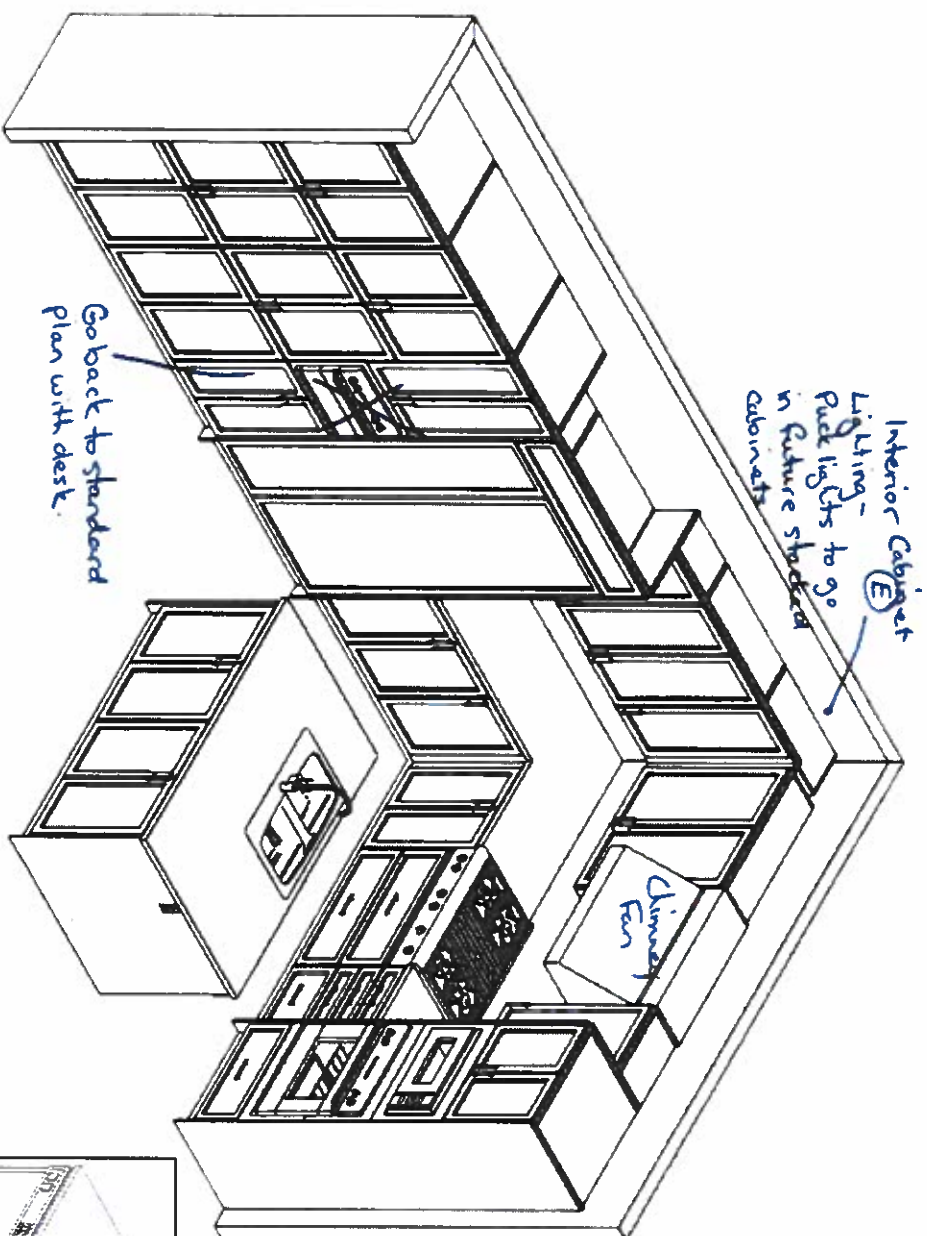 Interior Cabinet
(E)
Lighting -
Puck lights to go
in future stacked
cabinets
Chimney
Fan
Go back to standard
plan with desk.